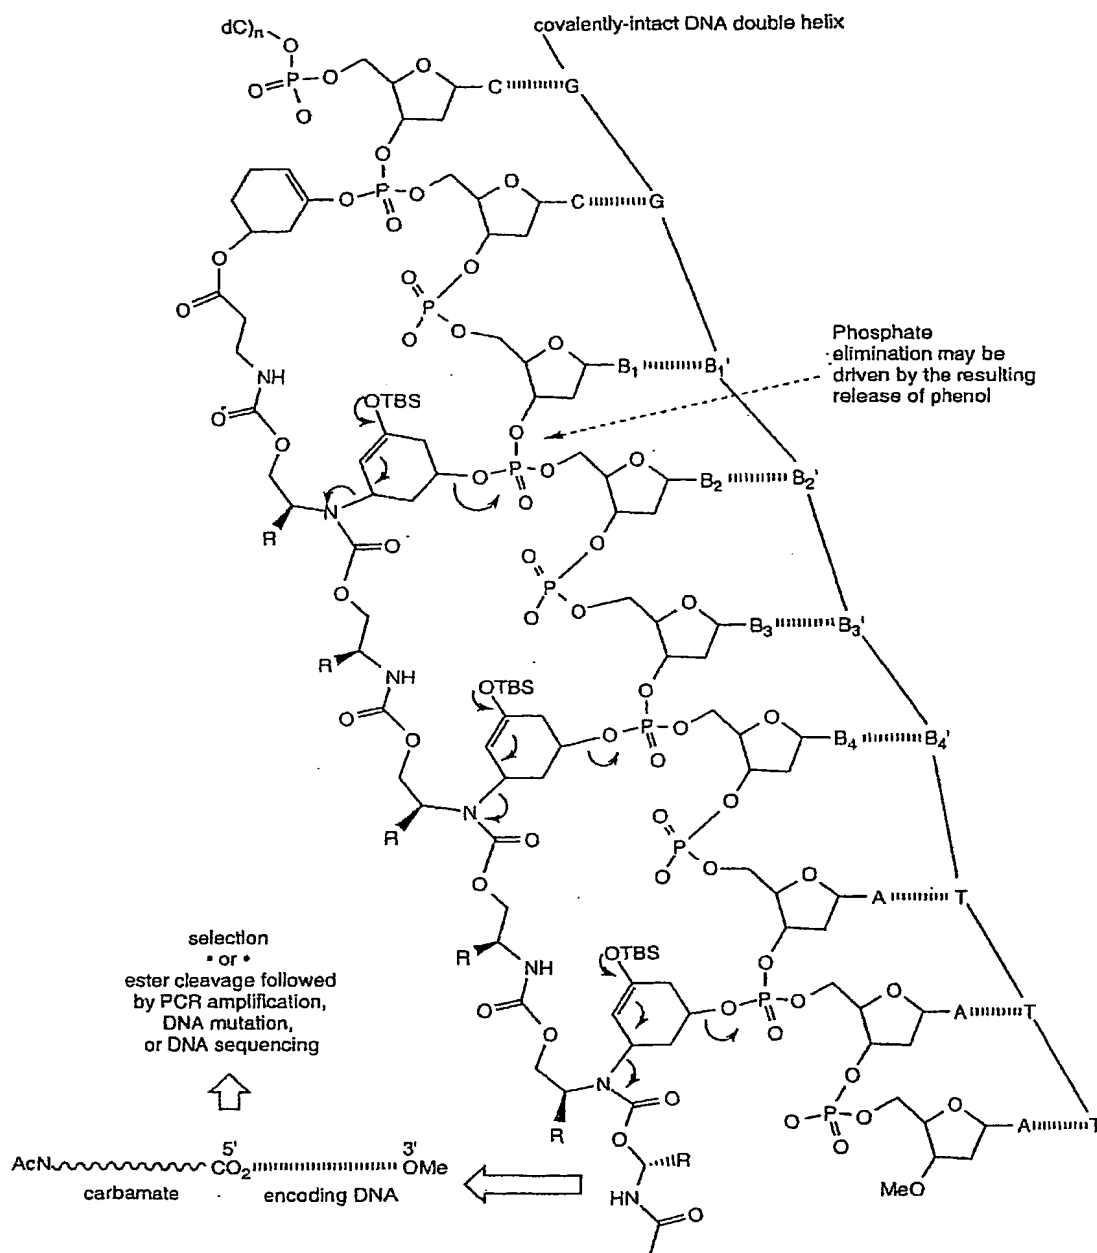 dC)n
covalently-intact DNA double helix
O
O
O P O C G
O
O
O
O P O O C G
O
O
O
O P
O O
O
Phosphate
elimination may be
driven by the resulting
release of phenol
B1 B1'
NH
OTBS
O
O
O
O P O O B2 B2'
O
N
R
O
O
O
P
O
O
O
O
B3 B3'
R
NH
OTBS
O
O
O
O P O O B4 B4'
O
N
R
O
O
O
O P
O
O
O
A T
selection
• or •
ester cleavage followed
by PCR amplification,
DNA mutation,
or DNA sequencing
R
NH
OTBS
O
O
O
O P O O A T
O
N
R
O
O
O
O P O O A T
O
MeO
R
HN
O
AcN 5' CO2 3' OMe
carbamate encoding DNA